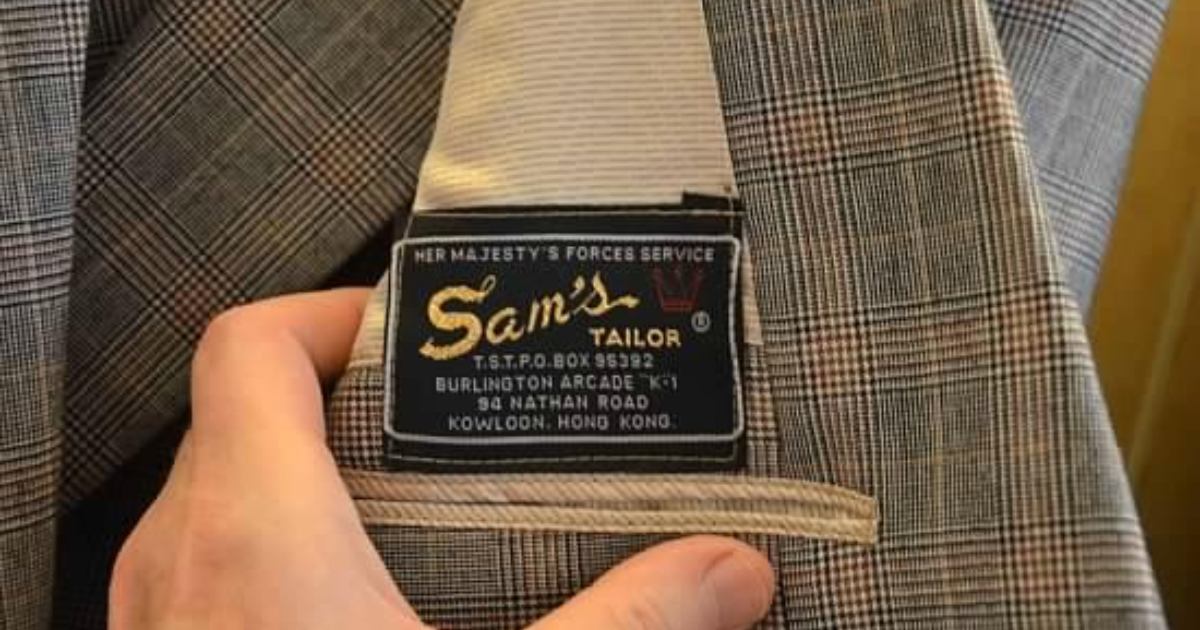 HER MAJESTY'S FORCES SERVICE
Sam's
TAILOR ®
T.S.T.P.O. BOX 95392
BURLINGTON ARCADE "K-1
94 NATHAN ROAD
KOWLOON, HONG KONG.